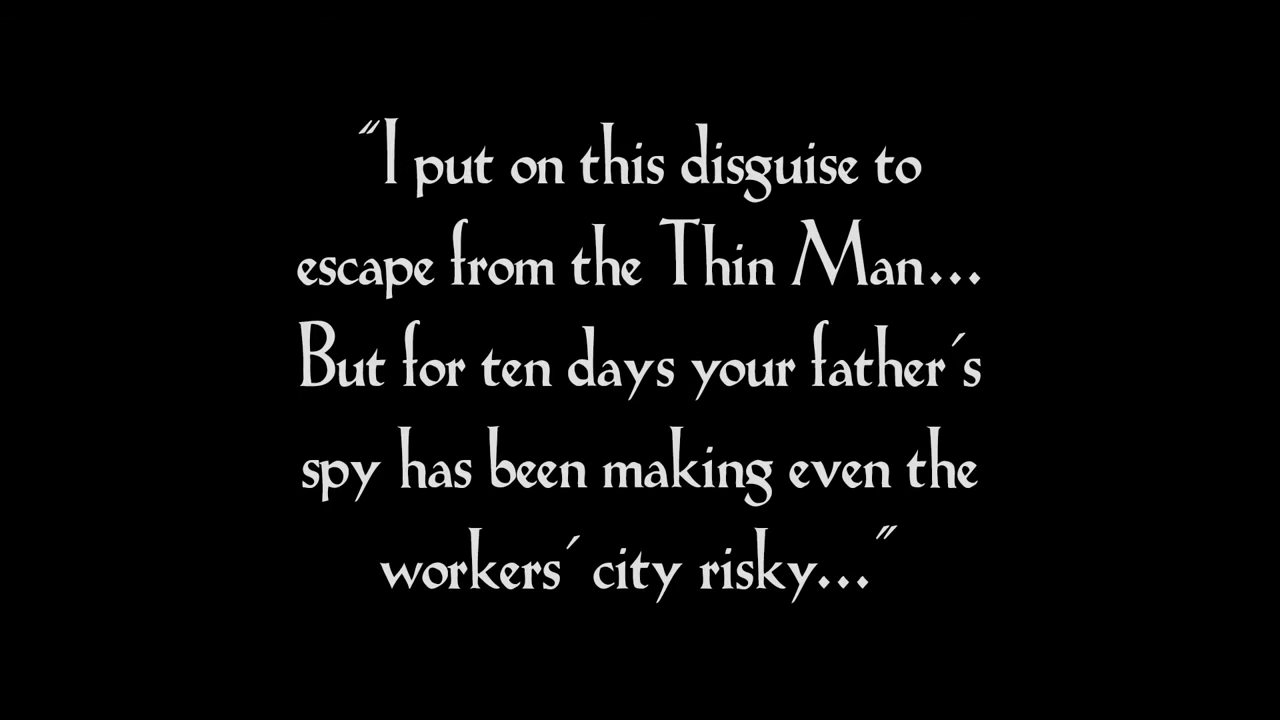 "I put on this disguise to
escape from the Thin Man...
But for ten days your father´s
spy has been making even the
workers´ city risky..."